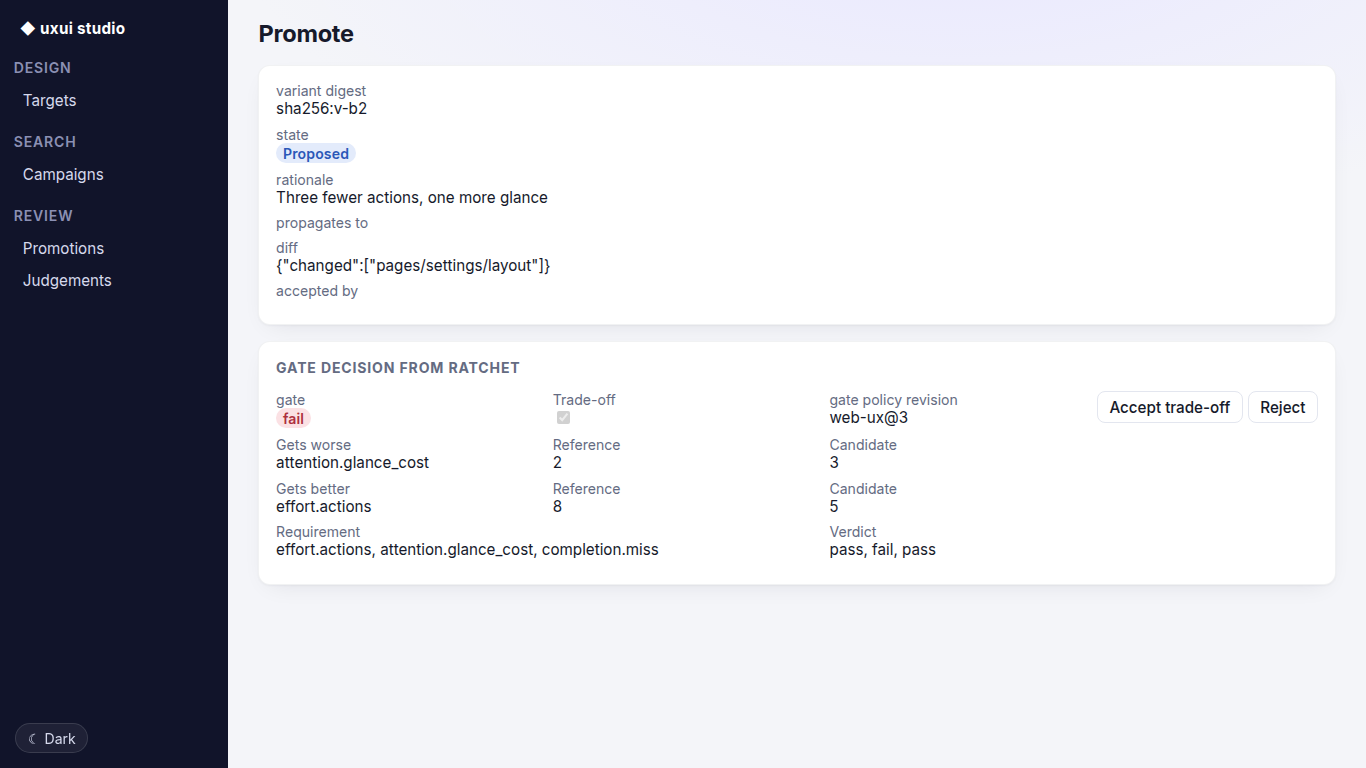 ◆ uxui studio
DESIGN
Targets
SEARCH
Campaigns
REVIEW
Promotions
Judgements
☾ Dark
Promote
variant digest
sha256:v-b2
state
Proposed
rationale
Three fewer actions, one more glance
propagates to
diff
{"changed":["pages/settings/layout"]}
accepted by
GATE DECISION FROM RATCHET
gate
fail
Trade-off
gate policy revision
web-ux@3
Accept trade-off
Reject
Gets worse
attention.glance_cost
Reference
2
Candidate
3
Gets better
effort.actions
Reference
8
Candidate
5
Requirement
effort.actions, attention.glance_cost, completion.miss
Verdict
pass, fail, pass